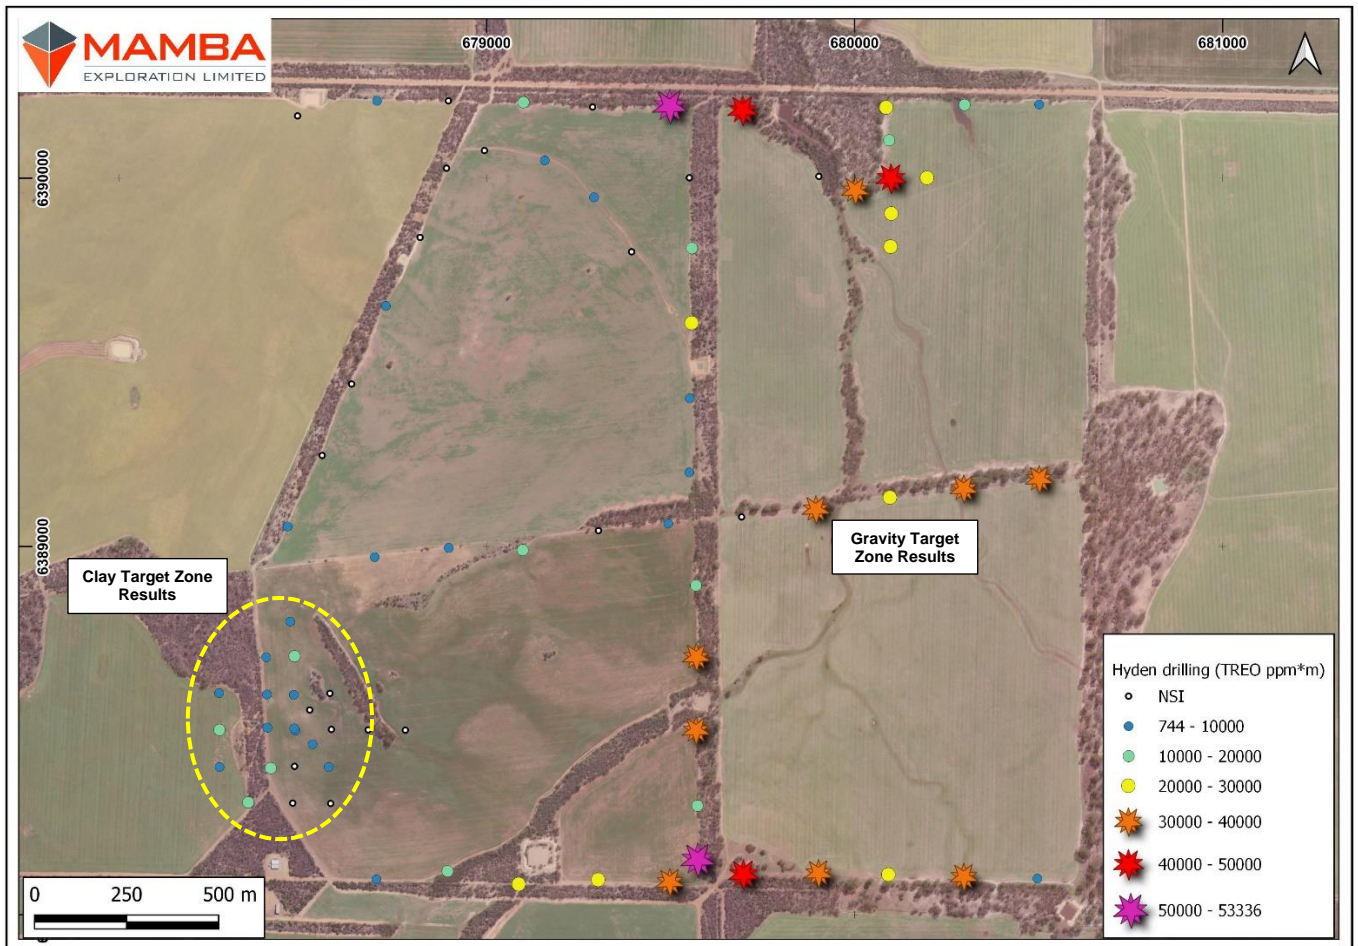 MAMBA
EXPLORATION LIMITED
679000
680000
681000
6390000
6389000
Clay Target Zone
Results
Gravity Target
Zone Results
Hyden drilling (TREO ppm*m)
NSI
744 - 10000
10000 - 20000
20000 - 30000
30000 - 40000
40000 - 50000
50000 - 53336
0 250 500 m